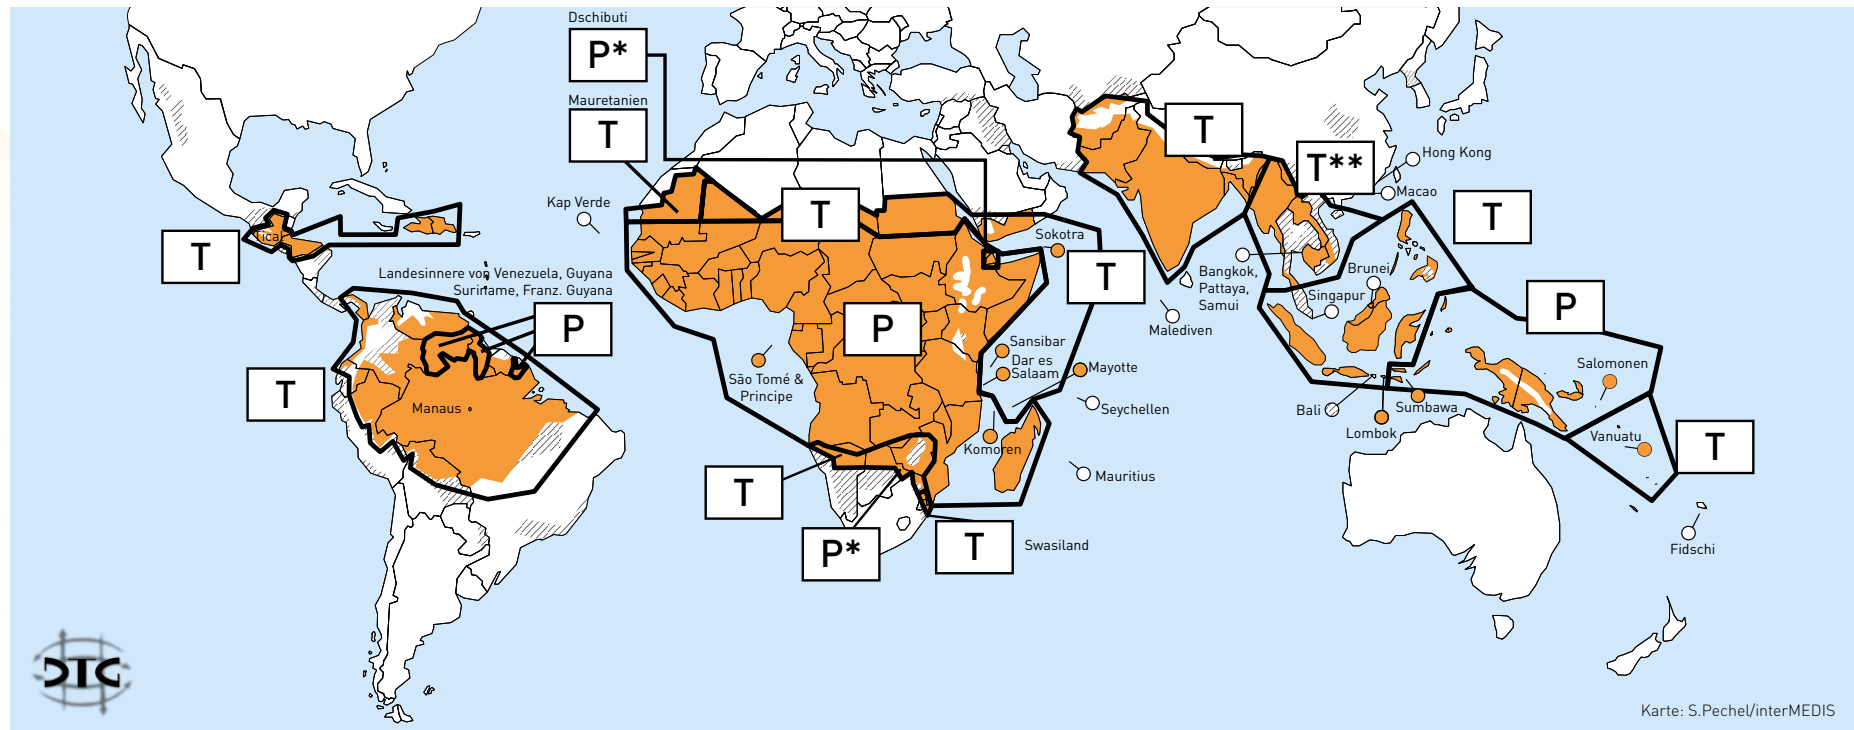 Dschibuti
P*
Mauretanien
T
T
T**
Hong Kong
Macao
Kap Verde
T
T
T
Sokotra
Tical
Landesinnere von Venezuela, Guyana
Suriname, Franz. Guyana
T
Bangkok,
Pattaya,
Samui
Brunei
Singapur
P
P
P
Malediven
Sansibar
Dar es
Salaam
Mayotte
Salomonen
São Tomé &
Principe
T
Manaus
Seychellen
Bali
Sumbawa
Lombok
Vanuatu
T
Komoren
Mauritius
T
P*
T
Swasiland
Fidschi
DTG
Karte: S.Pechel/interMEDIS